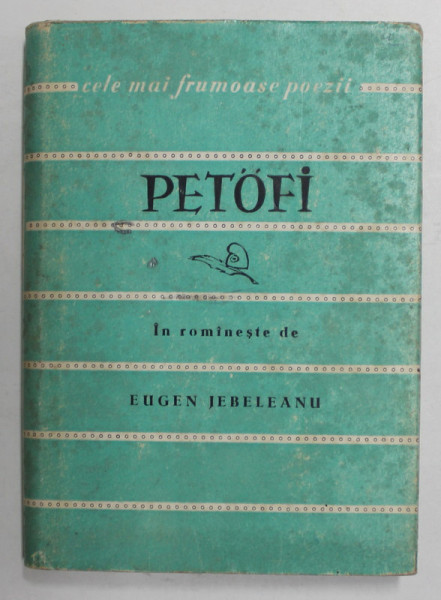 cele mai frumoase poezii
PETŐFI
În romîneşte de
EUGEN JEBELEANU